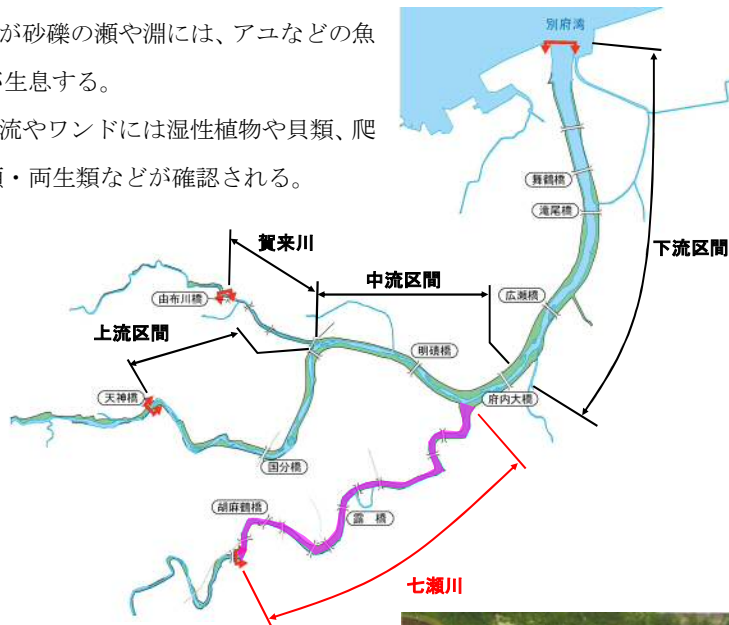 が砂礫の瀬や淵には、アユなどの魚
が生息する。
流やワンドには湿性植物や貝類、爬
類・両生類などが確認される。
別府湾
舞鶴橋
滝尾橋
下流区間
賀来川
中流区間
広瀬橋
由布川橋
上流区間
明磧橋
天神橋
府内大橋
国分橋
胡麻鶴橋
露 橋
七瀬川